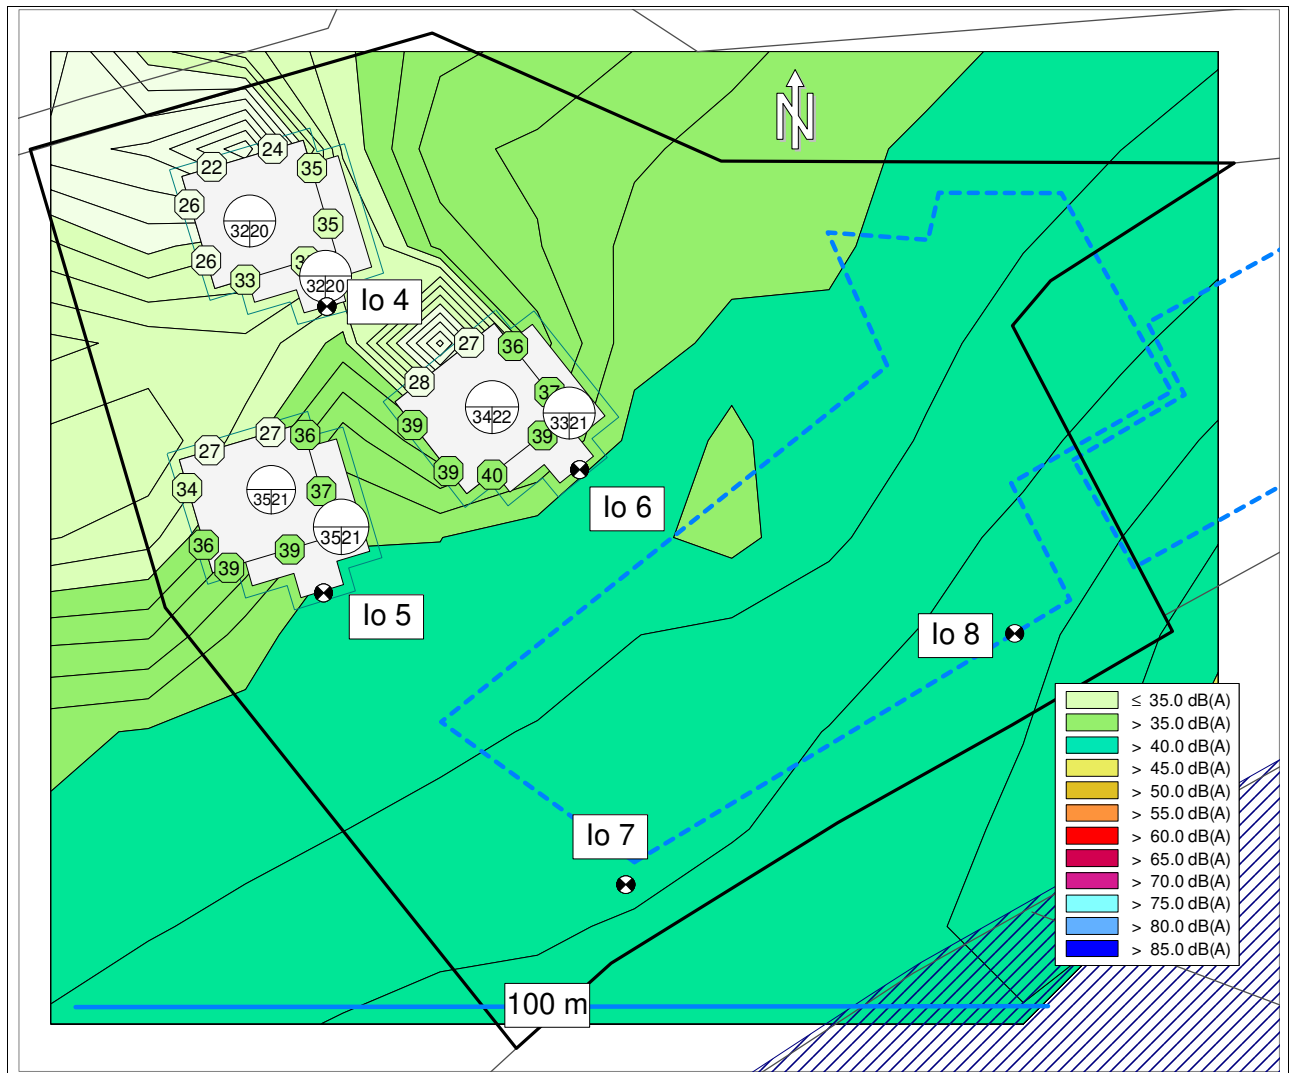 N
24
22
35
26
3220
35
26
33
3220
Io 4
27
36
28
37
3422
3321
39
39
27
36
27
39
40
34
3521
37
Io 6
3521
36
39
39
Io 5
Io 8
≤ 35.0 dB(A)
> 35.0 dB(A)
> 40.0 dB(A)
> 45.0 dB(A)
> 50.0 dB(A)
> 55.0 dB(A)
> 60.0 dB(A)
> 65.0 dB(A)
> 70.0 dB(A)
> 75.0 dB(A)
> 80.0 dB(A)
> 85.0 dB(A)
Io 7
100 m